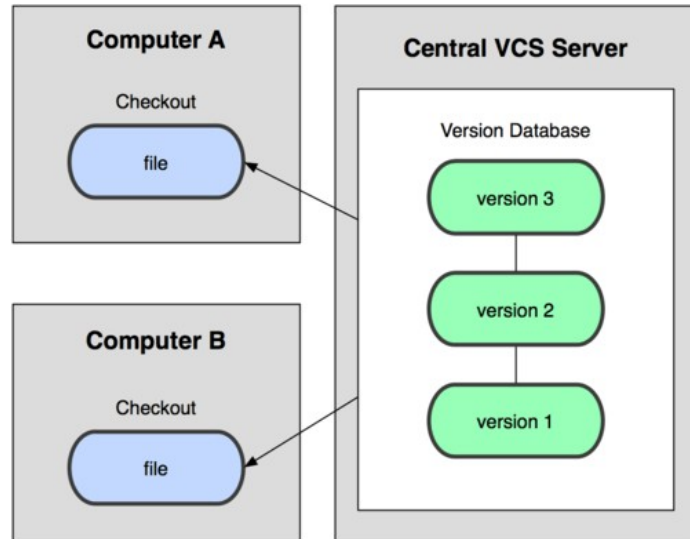 Computer A
Checkout
file
Computer B
Checkout
file
Central VCS Server
Version Database
version 3
version 2
version 1